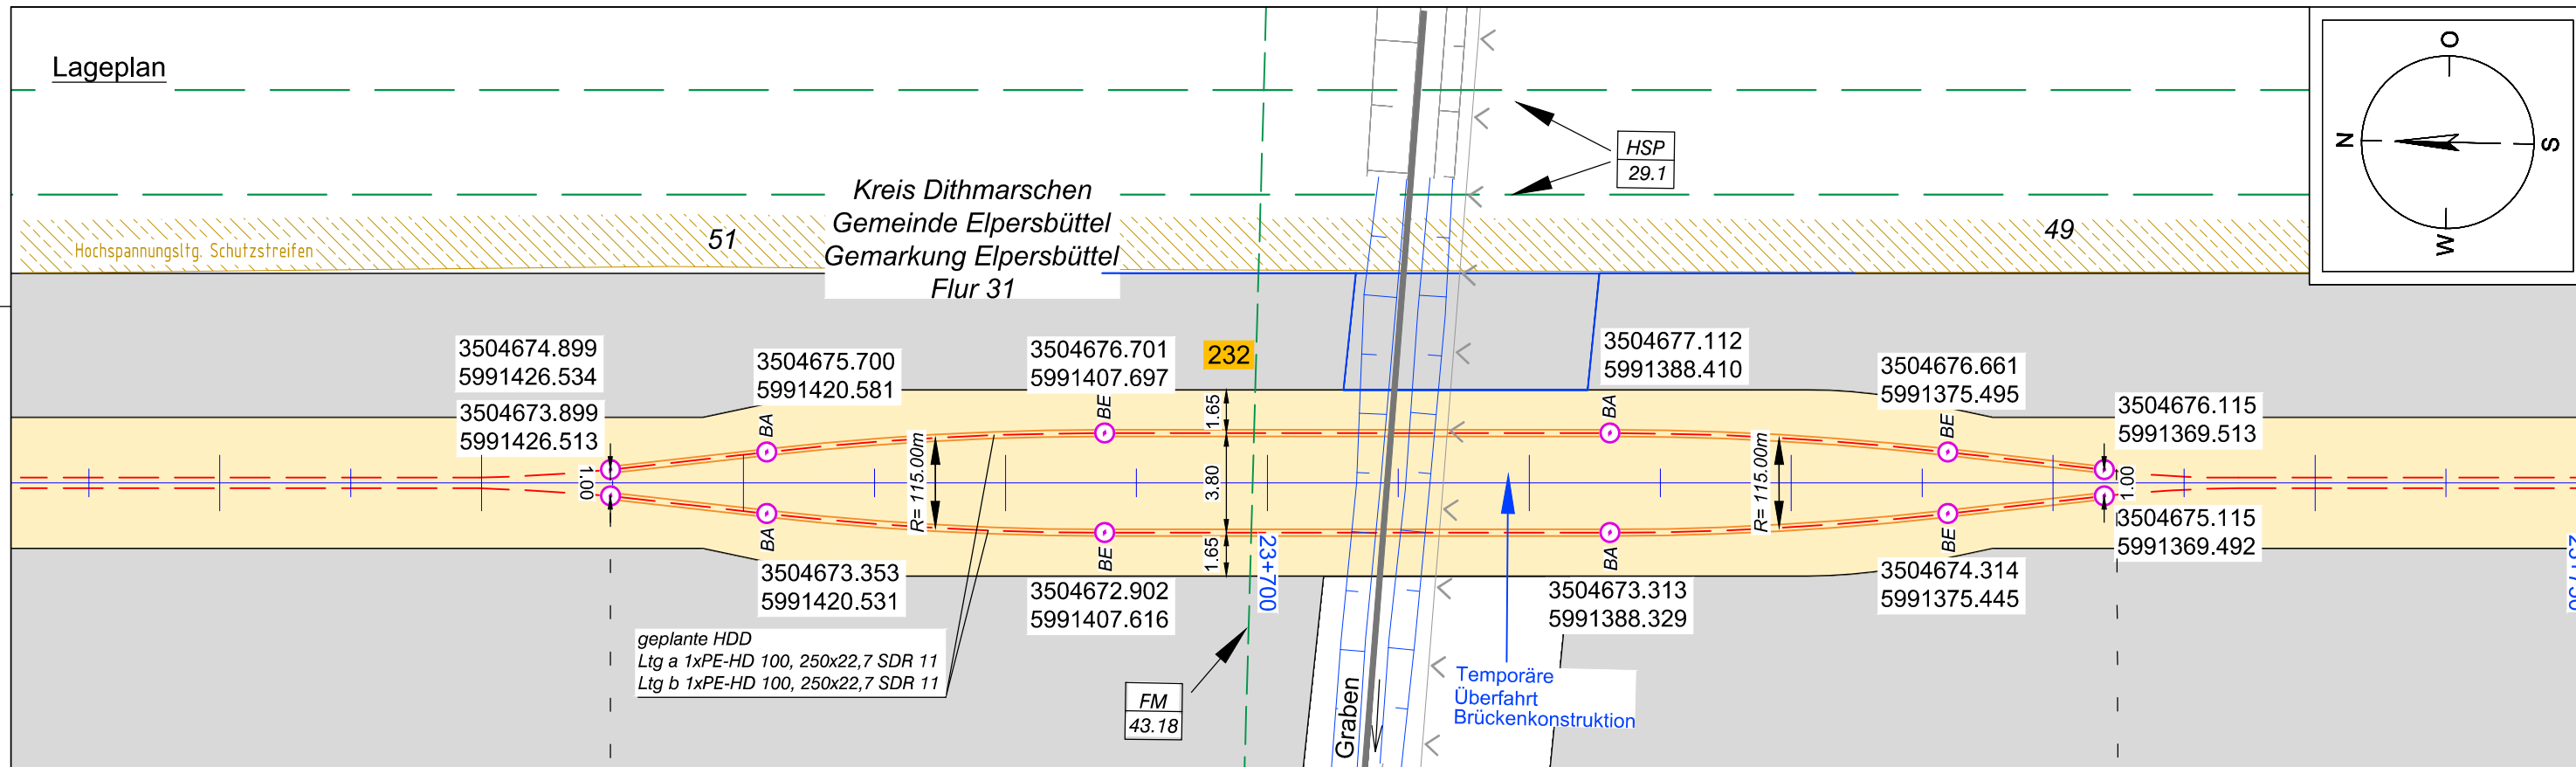 Lageplan
Hochspannungsltg. Schutzstreifen
51
Kreis Dithmarschen
Gemeinde Elpersbüttel
Gemarkung Elpersbüttel
Flur 31
HSP
29.1
49
O
N
S
W
3504674.899
5991426.534
3504673.899
5991426.513
3504675.700
5991420.581
3504676.701
5991407.697
232
3504677.112
5991388.410
3504676.661
5991375.495
3504676.115
5991369.513
BA
BE
1.65
BA
BE
1.00
R= 115.00m
3.80
R= 115.00m
1.00
BA
BE
1.65
BA
BE
3504675.115
5991369.492
3504673.353
5991420.531
3504672.902
5991407.616
23+700
3504673.313
5991388.329
3504674.314
5991375.445
geplante HDD
Ltg a 1xPE-HD 100, 250x22,7 SDR 11
Ltg b 1xPE-HD 100, 250x22,7 SDR 11
FM
43.18
Graben
Temporäre
Überfahrt
Brückenkonstruktion